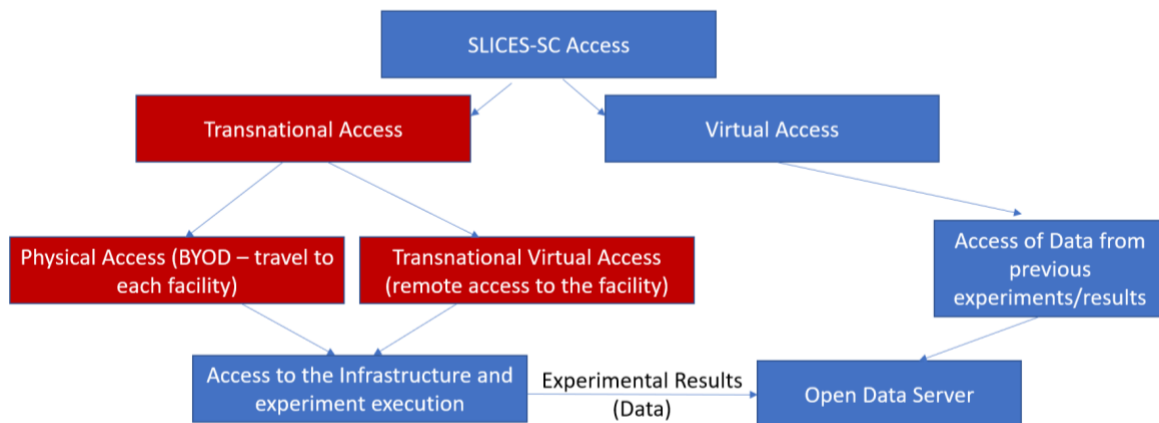 SLICES-SC Access
Transnational Access
Virtual Access
Physical Access (BYOD – travel to
each facility)
Transnational Virtual Access
(remote access to the facility)
Access of Data from
previous
experiments/results
Access to the Infrastructure and
experiment execution
Experimental Results
(Data)
Open Data Server